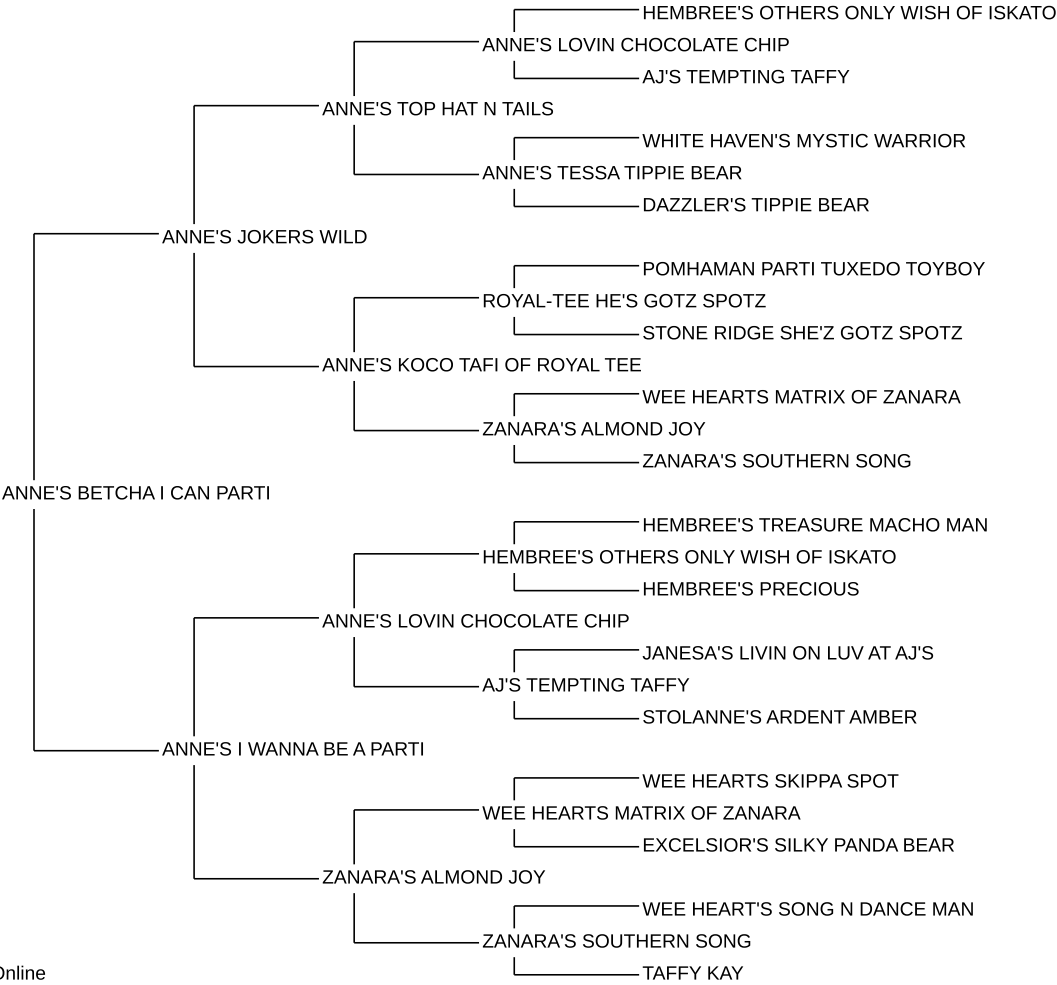 HEMBREE'S OTHERS ONLY WISH OF ISKATO
ANNE'S LOVIN CHOCOLATE CHIP
AJ'S TEMPTING TAFFY
ANNE'S TOP HAT N TAILS
WHITE HAVEN'S MYSTIC WARRIOR
ANNE'S TESSA TIPPIE BEAR
DAZZLER'S TIPPIE BEAR
ANNE'S JOKERS WILD
POMHAMAN PARTI TUXEDO TOYBOY
ROYAL-TEE HE'S GOTZ SPOTZ
STONE RIDGE SHE'Z GOTZ SPOTZ
ANNE'S KOCO TAFI OF ROYAL TEE
WEE HEARTS MATRIX OF ZANARA
ZANARA'S ALMOND JOY
ZANARA'S SOUTHERN SONG
ANNE'S BETCHA I CAN PARTI
HEMBREE'S TREASURE MACHO MAN
HEMBREE'S OTHERS ONLY WISH OF ISKATO
HEMBREE'S PRECIOUS
ANNE'S LOVIN CHOCOLATE CHIP
JANESA'S LIVIN ON LUV AT AJ'S
AJ'S TEMPTING TAFFY
STOLANNE'S ARDENT AMBER
ANNE'S I WANNA BE A PARTI
WEE HEARTS SKIPPA SPOT
WEE HEARTS MATRIX OF ZANARA
EXCELSIOR'S SILKY PANDA BEAR
ZANARA'S ALMOND JOY
WEE HEART'S SONG N DANCE MAN
ZANARA'S SOUTHERN SONG
TAFFY KAY
Online